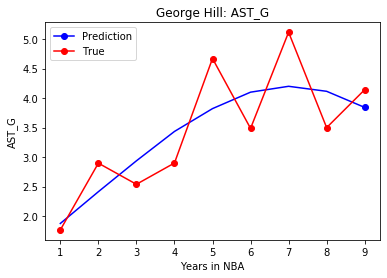 George Hill: AST_G
Prediction
True
AST_G
5.0
4.5
4.0
3.5
3.0
2.5
2.0
1 2 3 4 5 6 7 8 9
Years in NBA